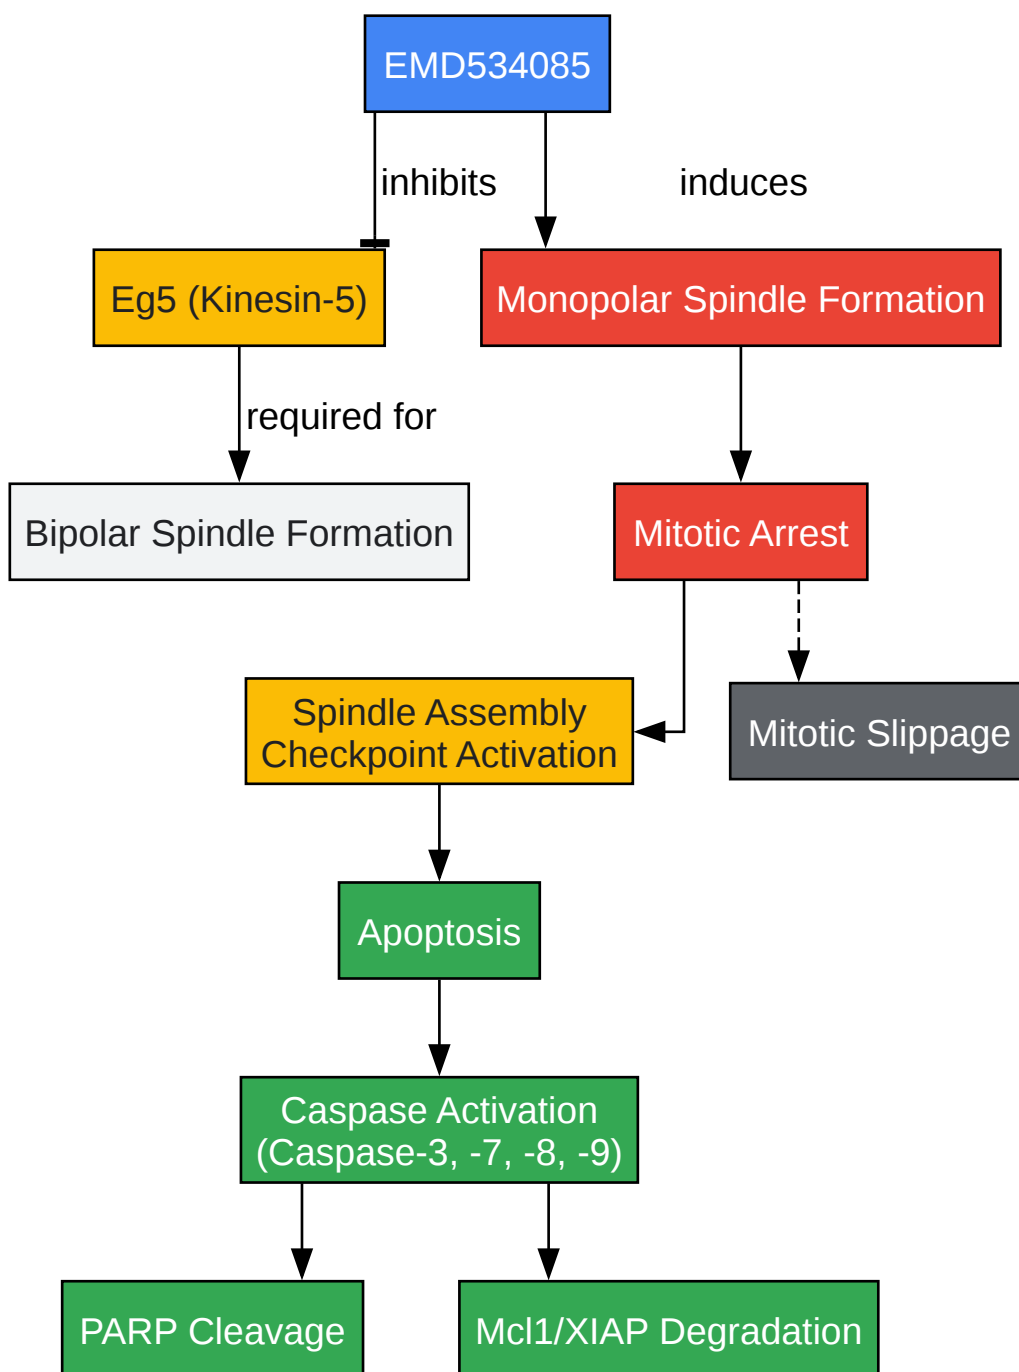 EMD534085
inhibits
induces
Eg5 (Kinesin-5)
Monopolar Spindle Formation
required for
Bipolar Spindle Formation
Mitotic Arrest
Spindle Assembly
Checkpoint Activation
Mitotic Slippage
Apoptosis
Caspase Activation
(Caspase-3, -7, -8, -9)
PARP Cleavage
Mcl1/XIAP Degradation